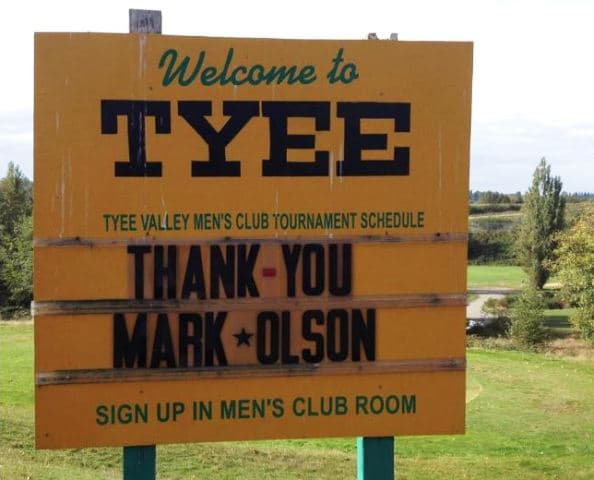 Welcome to
TYEE
TYEE VALLEY MEN'S CLUB TOURNAMENT SCHEDULE
THANK-YOU
MARK★OLSON
SIGN UP IN MEN'S CLUB ROOM